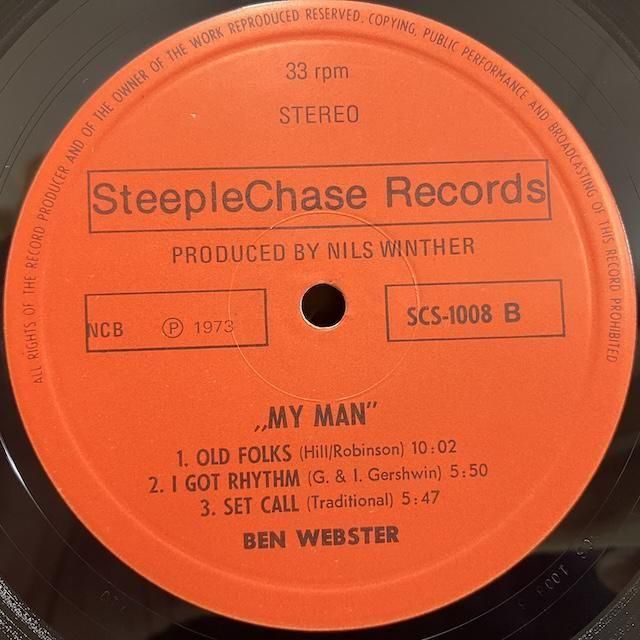 ALL RIGHTS OF THE RECORD PRODUCER AND OF THE OWNER OF THE WORK REPRODUCED RESERVED. COPYING, PUBLIC PERFORMANCE AND BROADCASTING OF THIS RECORD PROHIBITED
33 rpm
STEREO
SteepleChase Records
PRODUCED BY NILS WINTHER
NCB ℗ 1973
SCS-1008 B
„MY MAN”
1. OLD FOLKS (Hill/Robinson) 10:02
2. I GOT RHYTHM (G. & I. Gershwin) 5:50
3. SET CALL (Traditional) 5:47
BEN WEBSTER